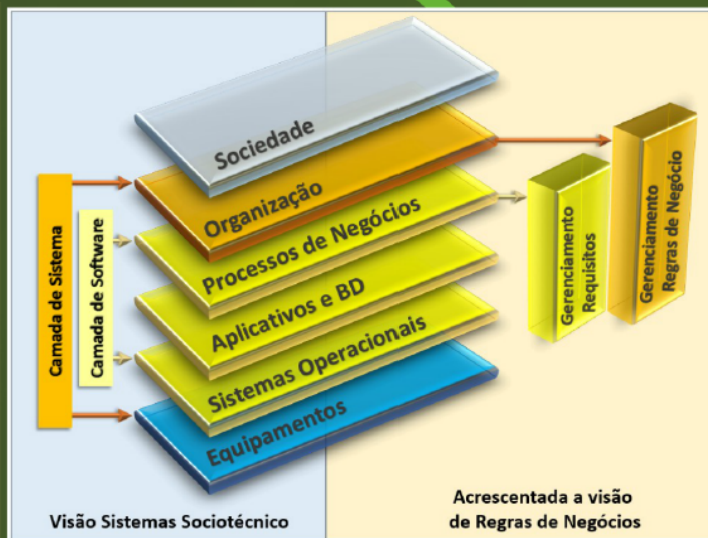 Sociedade
Organização
Processos de Negócios
Aplicativos e BD
Sistemas Operacionais
Equipamentos
Camada de Sistema
Camada de Software
Gerenciamento
Requisitos
Gerenciamento
Regras de Negócio
Visão Sistemas Sociotécnico
Acrescentada a visão
de Regras de Negócios